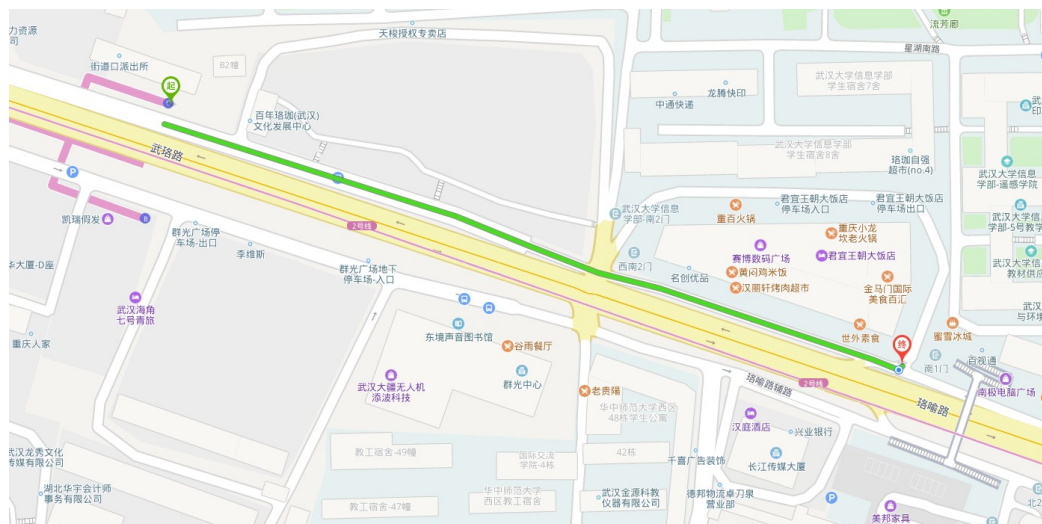 流芳廊
力资源
司
天梭授权专卖店
星湖南路
街道口派出所
B2幢
起
武汉大学信息学部
学生宿舍7舍
龙腾快印
中通快递
武
印
百年珞珈(武汉)
文化发展中心
武珞路
武汉大学信息学部
学生宿舍8舍
珞珈自强
超市(no.4)
武汉大学信息
学部-遥感学院
P
凯瑞假发
群光广场停
车场-出口
李维斯
2号线
武汉大学信息
学部-南2门
君宜王朝大饭店
停车场入口
君宜王朝大饭店
停车场出口
重百火锅
武汉大学信
学部-5号教学
重庆小龙
坎老火锅
赛博数码广场
君宜王朝大饭店
西南2门
名创优品
黄闷鸡米饭
汉丽轩烤肉超市
金马门国际
美食百汇
武汉大学信息
教材供应
华大厦-D座
群光广场地下
停车场-入口
武汉海角
七号青旅
武汉
与环境
重庆人家
东境声音图书馆
谷雨餐厅
世外素食
蜜雪冰城
终
南1门
百视通
武汉大疆无人机
添波科技
群光中心
老贵陽
珞喻路辅路
2号线
珞喻路
南极电脑广场
华中师范大学西区
48栋学生公寓
汉庭酒店
兴业银行
武汉龙秀文化
传媒有限公司
教工宿舍-49幢
国际交流
学院-4栋
42栋
千喜广告装饰
长江传媒大厦
湖北华宇会计师
事务有限公司
教工宿舍-47幢
华中师范大学
西区教工宿舍
武汉金源科教
仪器有限公司
德邦物流卓刀泉
营业部
P
美邦家具
北2